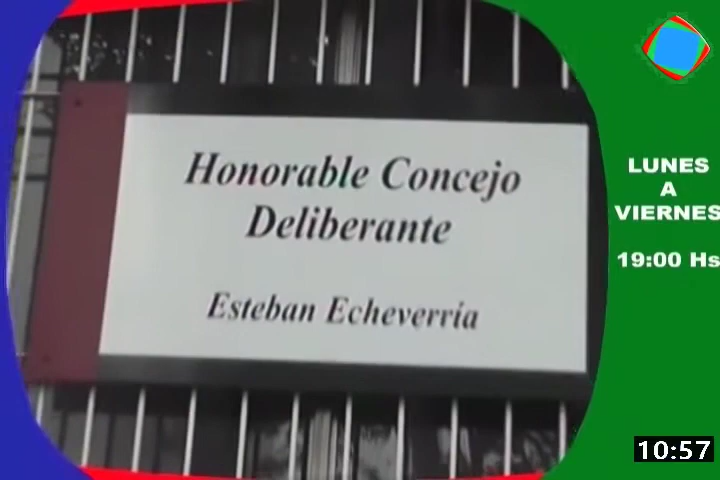 Honorable Concejo
Deliberante
Esteban Echeverría
LUNES
A
VIERNES
19:00 Hs
10:57